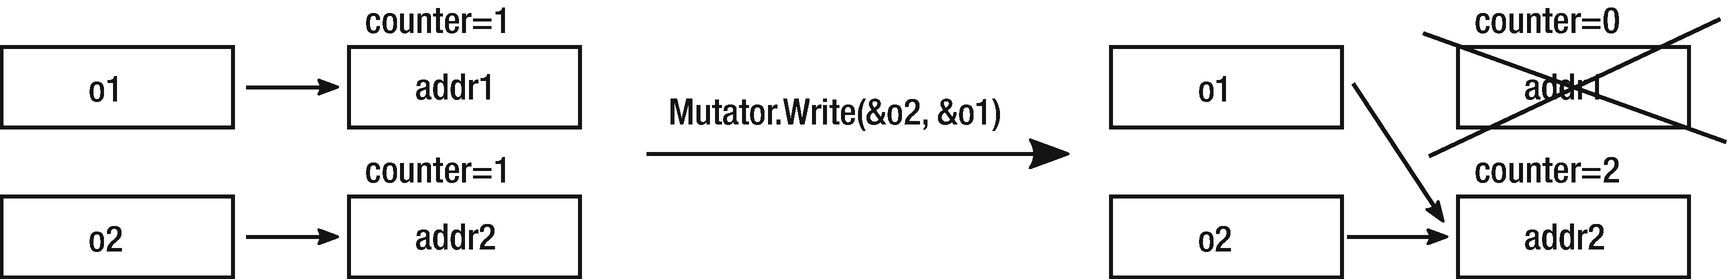 counter=1
o1
addr1
counter=1
o2
addr2
Mutator.Write(&o2, &o1)
counter=0
o1
addr1
counter=2
o2
addr2